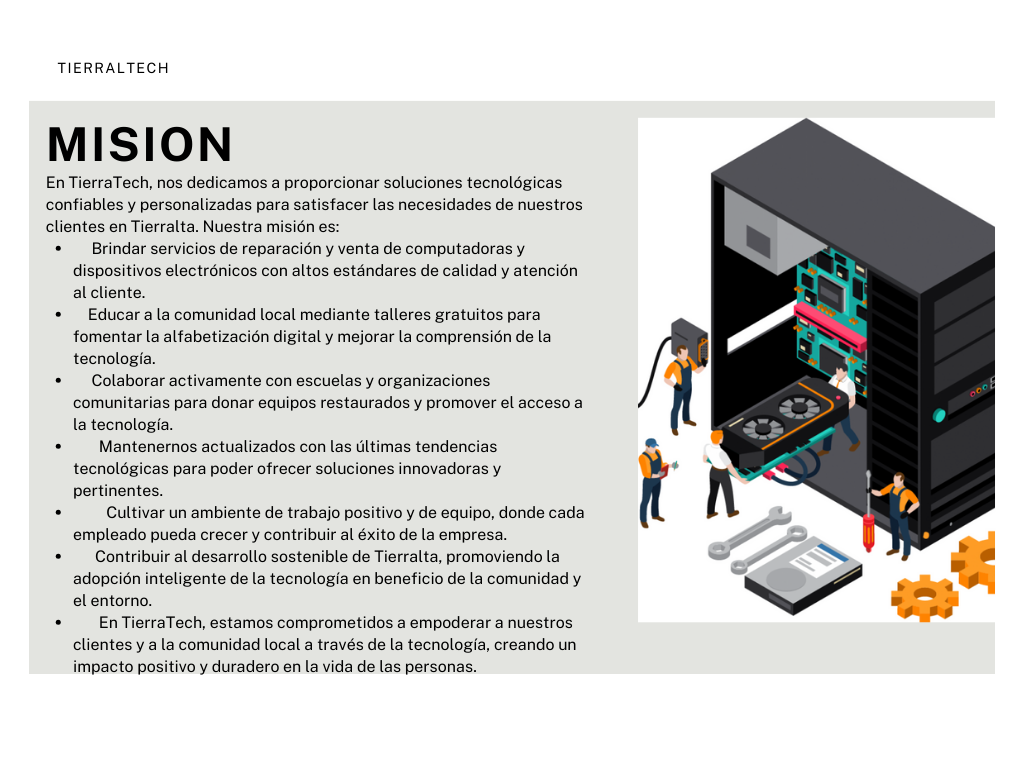 TIERRALTECH
MISION
En TierraTech, nos dedicamos a proporcionar soluciones tecnológicas
confiables y personalizadas para satisfacer las necesidades de nuestros
clientes en Tierralta. Nuestra misión es:
• Brindar servicios de reparación y venta de computadoras y
dispositivos electrónicos con altos estándares de calidad y atención
al cliente.
• Educar a la comunidad local mediante talleres gratuitos para
fomentar la alfabetización digital y mejorar la comprensión de la
tecnología.
• Colaborar activamente con escuelas y organizaciones
comunitarias para donar equipos restaurados y promover el acceso a
la tecnología.
• Mantenernos actualizados con las últimas tendencias
tecnológicas para poder ofrecer soluciones innovadoras y
pertinentes.
• Cultivar un ambiente de trabajo positivo y de equipo, donde cada
empleado pueda crecer y contribuir al éxito de la empresa.
• Contribuir al desarrollo sostenible de Tierralta, promoviendo la
adopción inteligente de la tecnología en beneficio de la comunidad y
el entorno.
• En TierraTech, estamos comprometidos a empoderar a nuestros
clientes y a la comunidad local a través de la tecnología, creando un
impacto positivo y duradero en la vida de las personas.